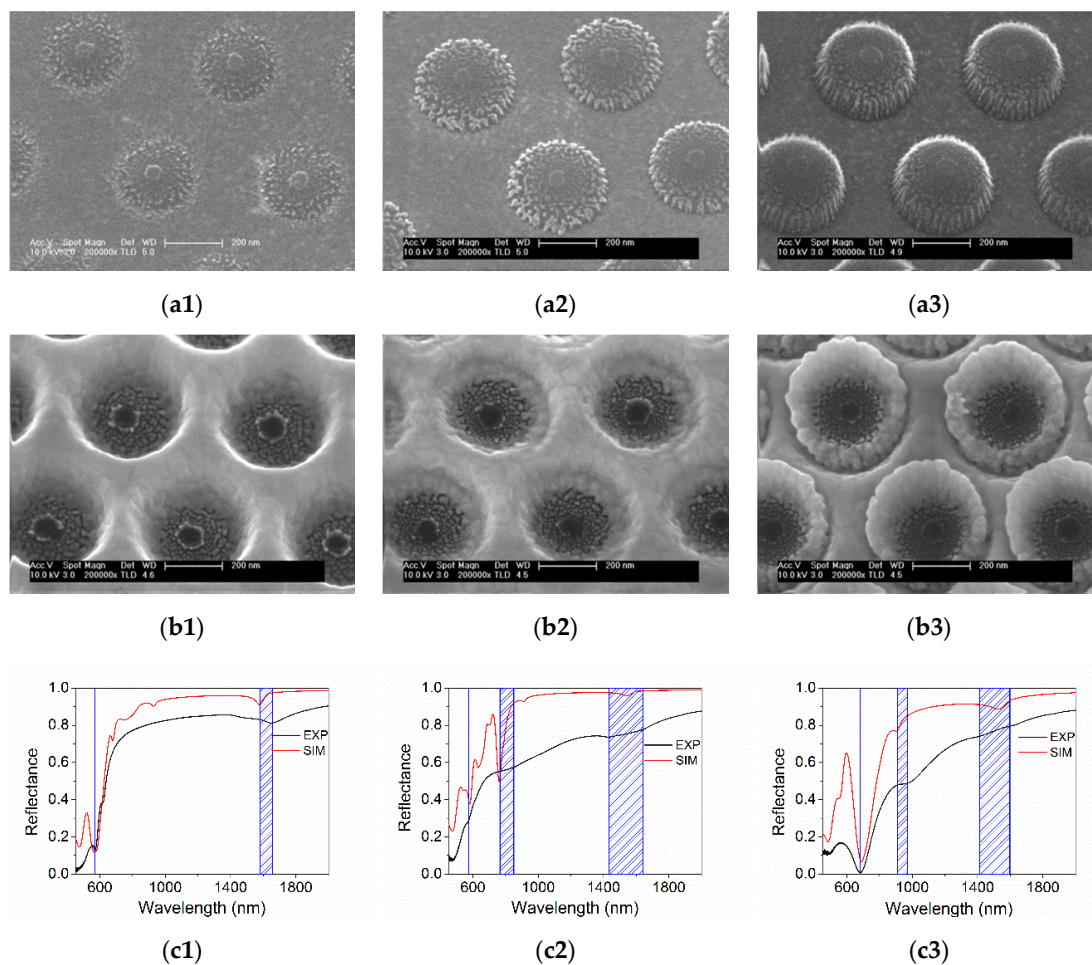 Acc.V Spot Magn Det WD 200 nm
10.0 kV 3.0 200000x TLD 5.0
Acc.V Spot Magn Det WD 200 nm
10.0 kV 3.0 200000x TLD 5.0
Acc.V Spot Magn Det WD 200 nm
10.0 kV 3.0 200000x TLD 4.9
(a1) (a2) (a3)
Acc.V Spot Magn Det WD 200 nm
10.0 kV 3.0 200000x TLD 4.6
Acc.V Spot Magn Det WD 200 nm
10.0 kV 3.0 200000x TLD 4.5
Acc.V Spot Magn Det WD 200 nm
10.0 kV 3.0 200000x TLD 4.5
(b1) (b2) (b3)
Reflectance
1.0
0.8
0.6
0.4
0.2
0.0
EXP
SIM
600 1000 1400 1800
Wavelength (nm)
Reflectance
1.0
0.8
0.6
0.4
0.2
0.0
EXP
SIM
600 1000 1400 1800
Wavelength (nm)
Reflectance
1.0
0.8
0.6
0.4
0.2
0.0
EXP
SIM
600 1000 1400 1800
Wavelength (nm)
(c1) (c2) (c3)